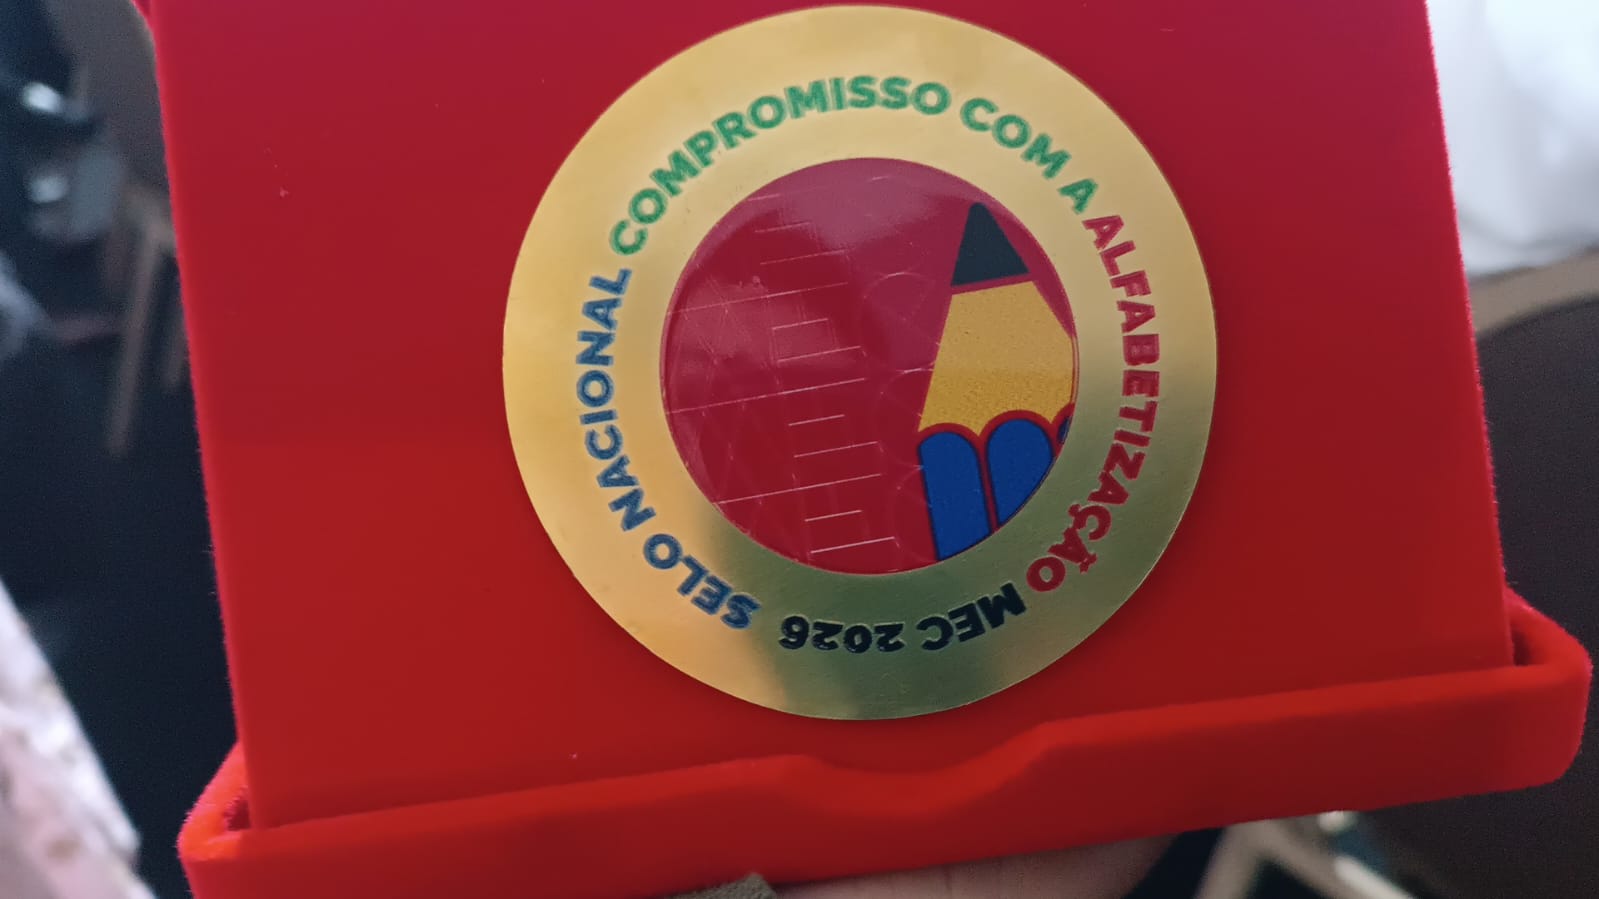 SELO NACIONAL COMPROMISSO COM A ALFABETIZAÇÃO MEC 2026